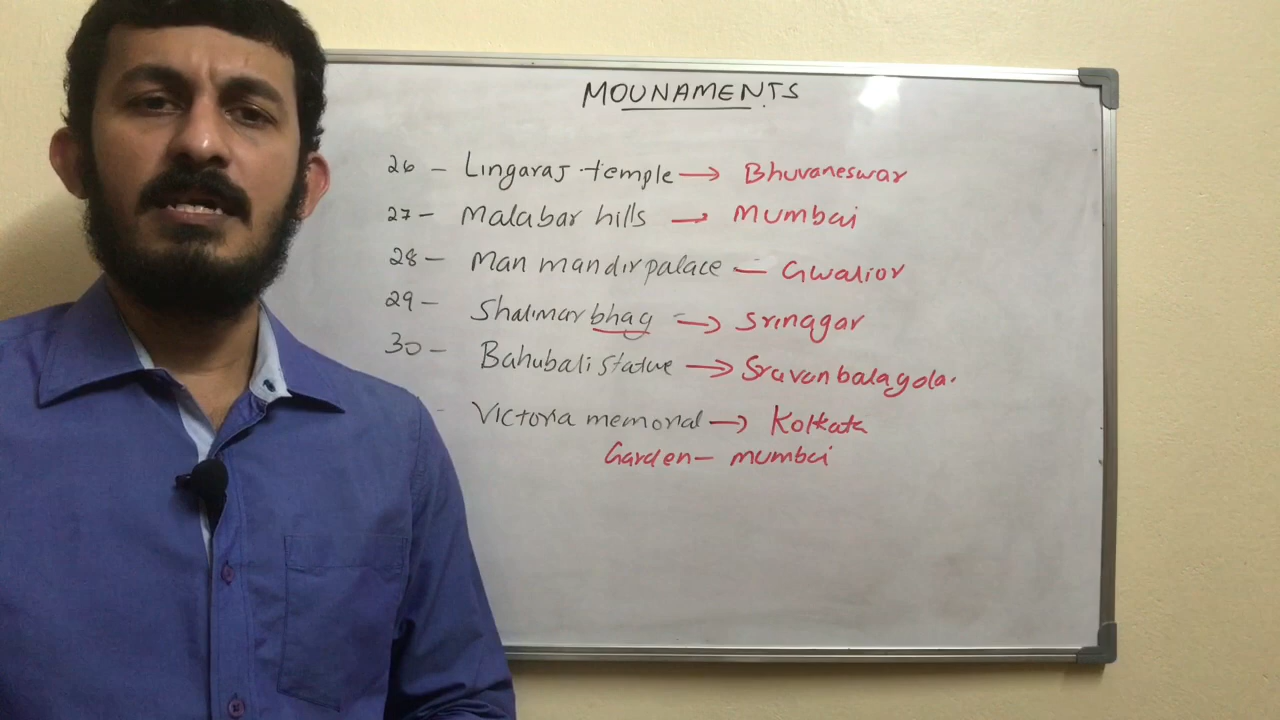 MOUNAMENTS
26 - Lingaraj temple → Bhuvaneswar
27 - Malabar hills → Mumbai
28 - Man mandir palace - Gwalior
29 - Shalimar bhag → Srinagar
30 - Bahubali statue → Sravanbalagola.
Victoria memorial → Kolkata
Garden - mumbai